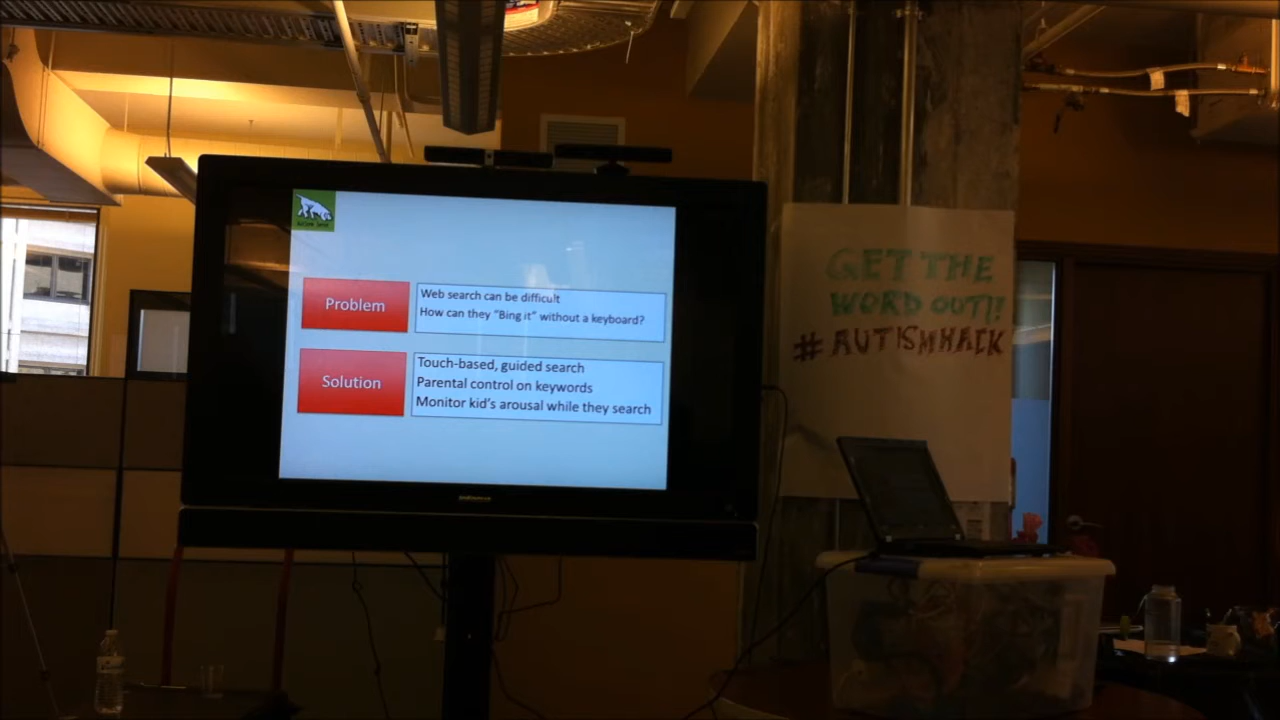 Problem
Web search can be difficult
How can they “Bing it” without a keyboard?
Solution
Touch-based, guided search
Parental control on keywords
Monitor kid’s arousal while they search
GET THE
WORD OUT!!
#AUTISMHACK